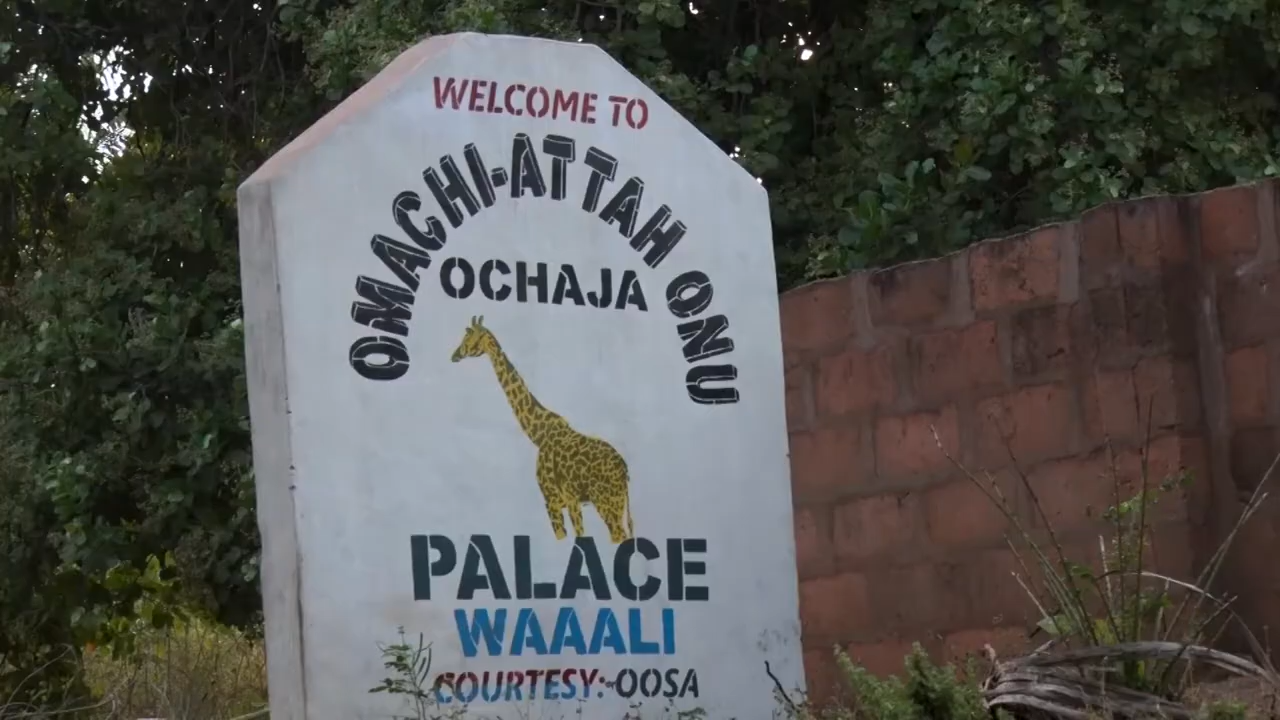 WELCOME TO
OMACHI-ATTAH ONU
OCHAJA
PALACE
WAAALI
COURTESY:-OOSA